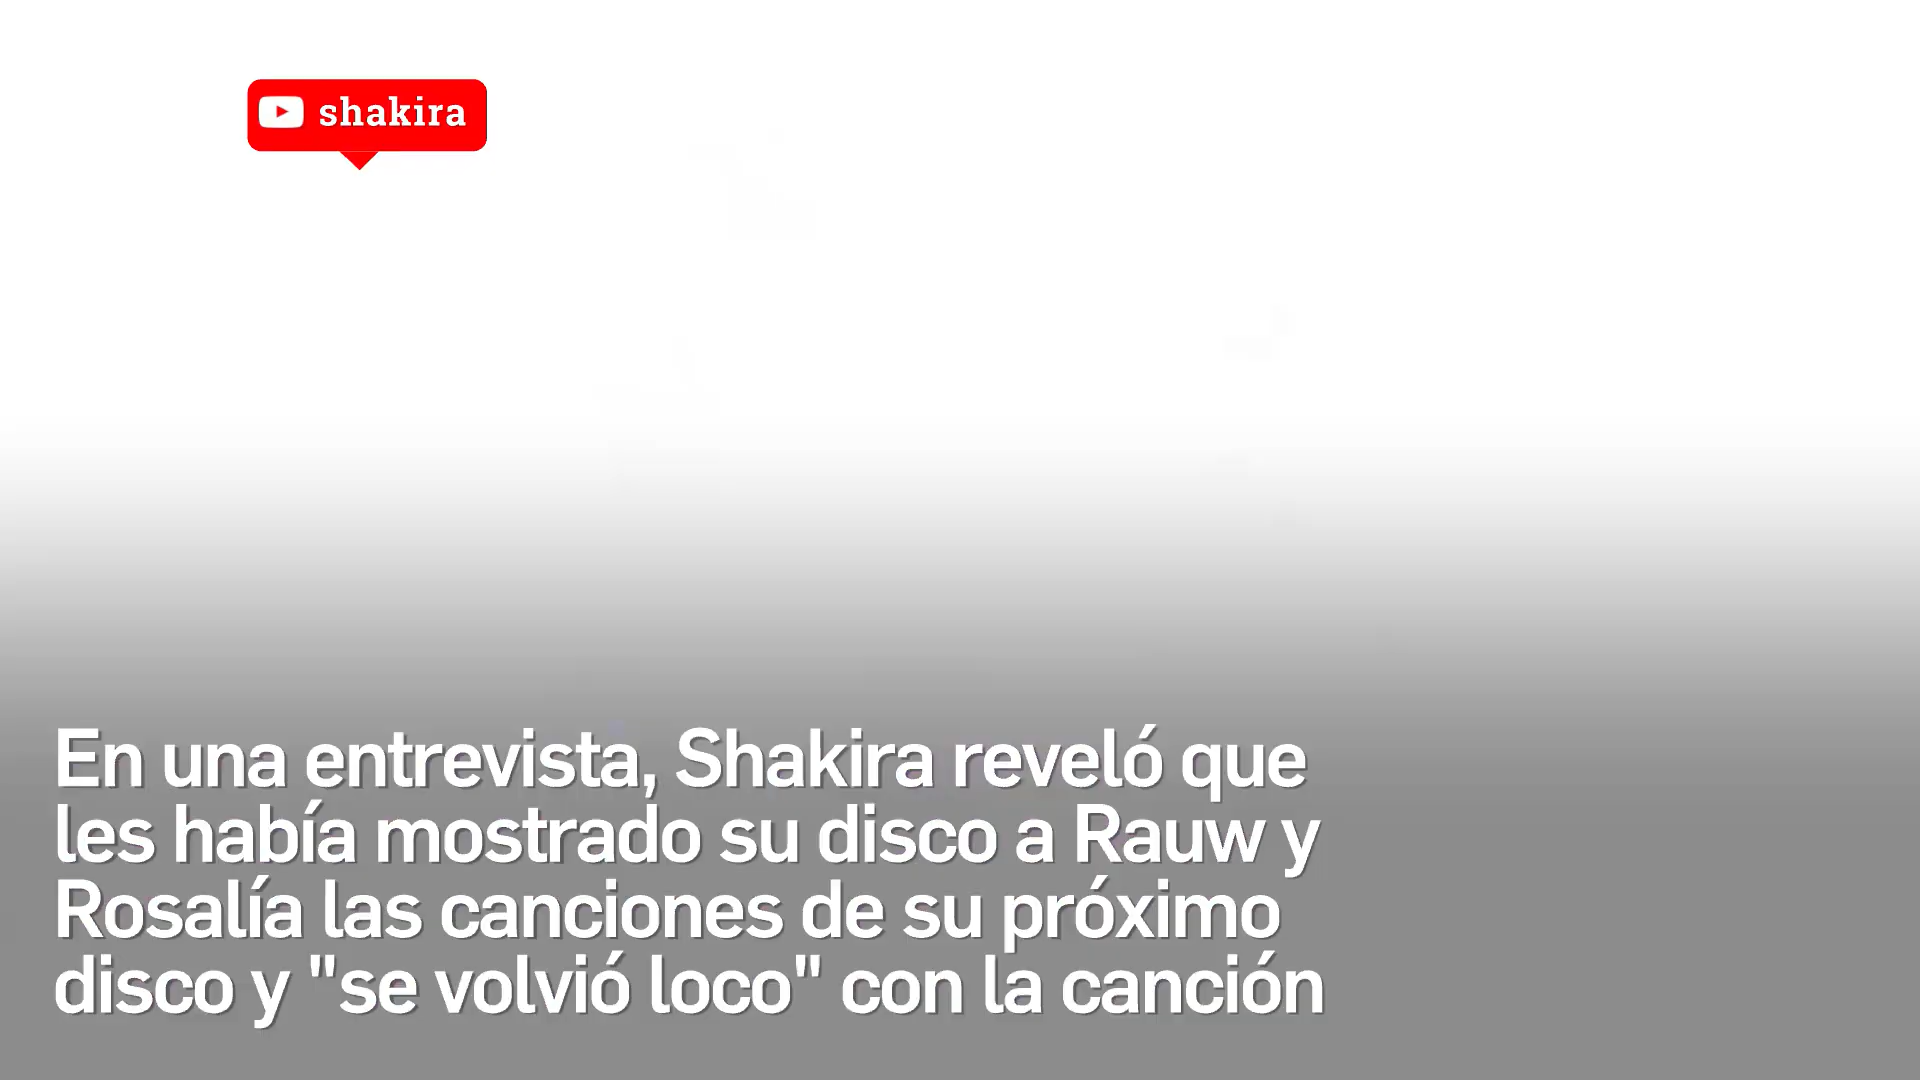 shakira
En una entrevista, Shakira reveló que
les había mostrado su disco a Rauw y
Rosalía las canciones de su próximo
disco y "se volvió loco" con la canción